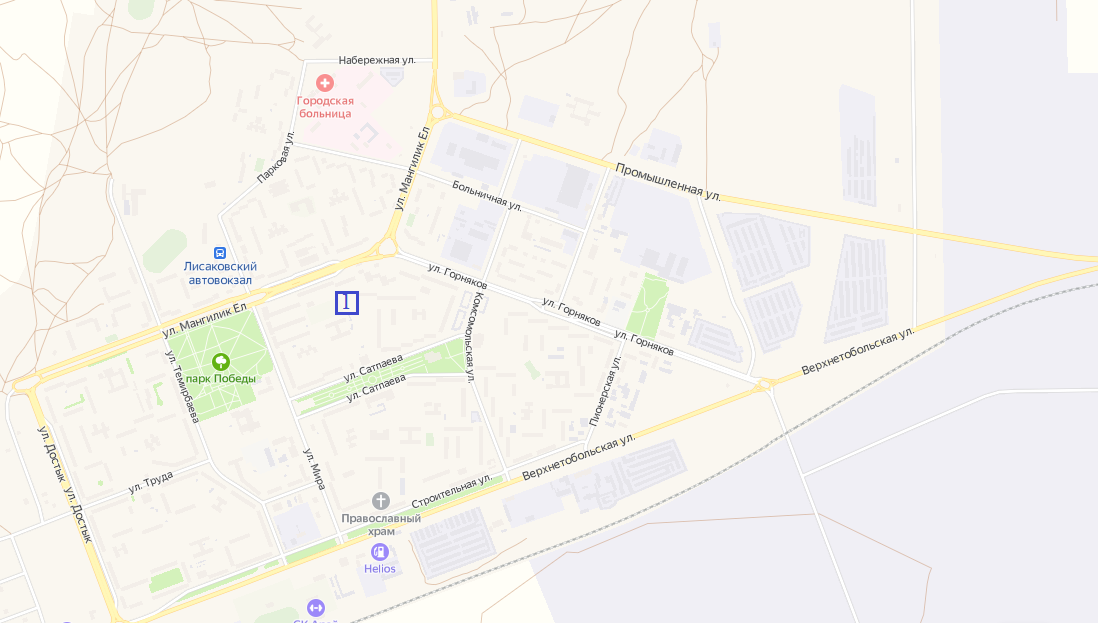 Набережная ул.
Городская
больница
ул. Мангилик Ел
Парковая ул.
Промышленная ул.
Больничная ул.
Лисаковский
автовокзал
ул. Горняков
I
ул. Горняков
ул. Мангилик Ел
ул. Горняков
Комсомольская ул.
Верхнетобольская ул.
ул. Сатпаева
парк Победы
ул. Темирбаева
ул. Сатпаева
Пионерская ул.
ул. Достык
ул. Мира
Верхнетобольская ул.
ул. Труда
Строительная ул.
ул. Достык
Православный
храм
Helios